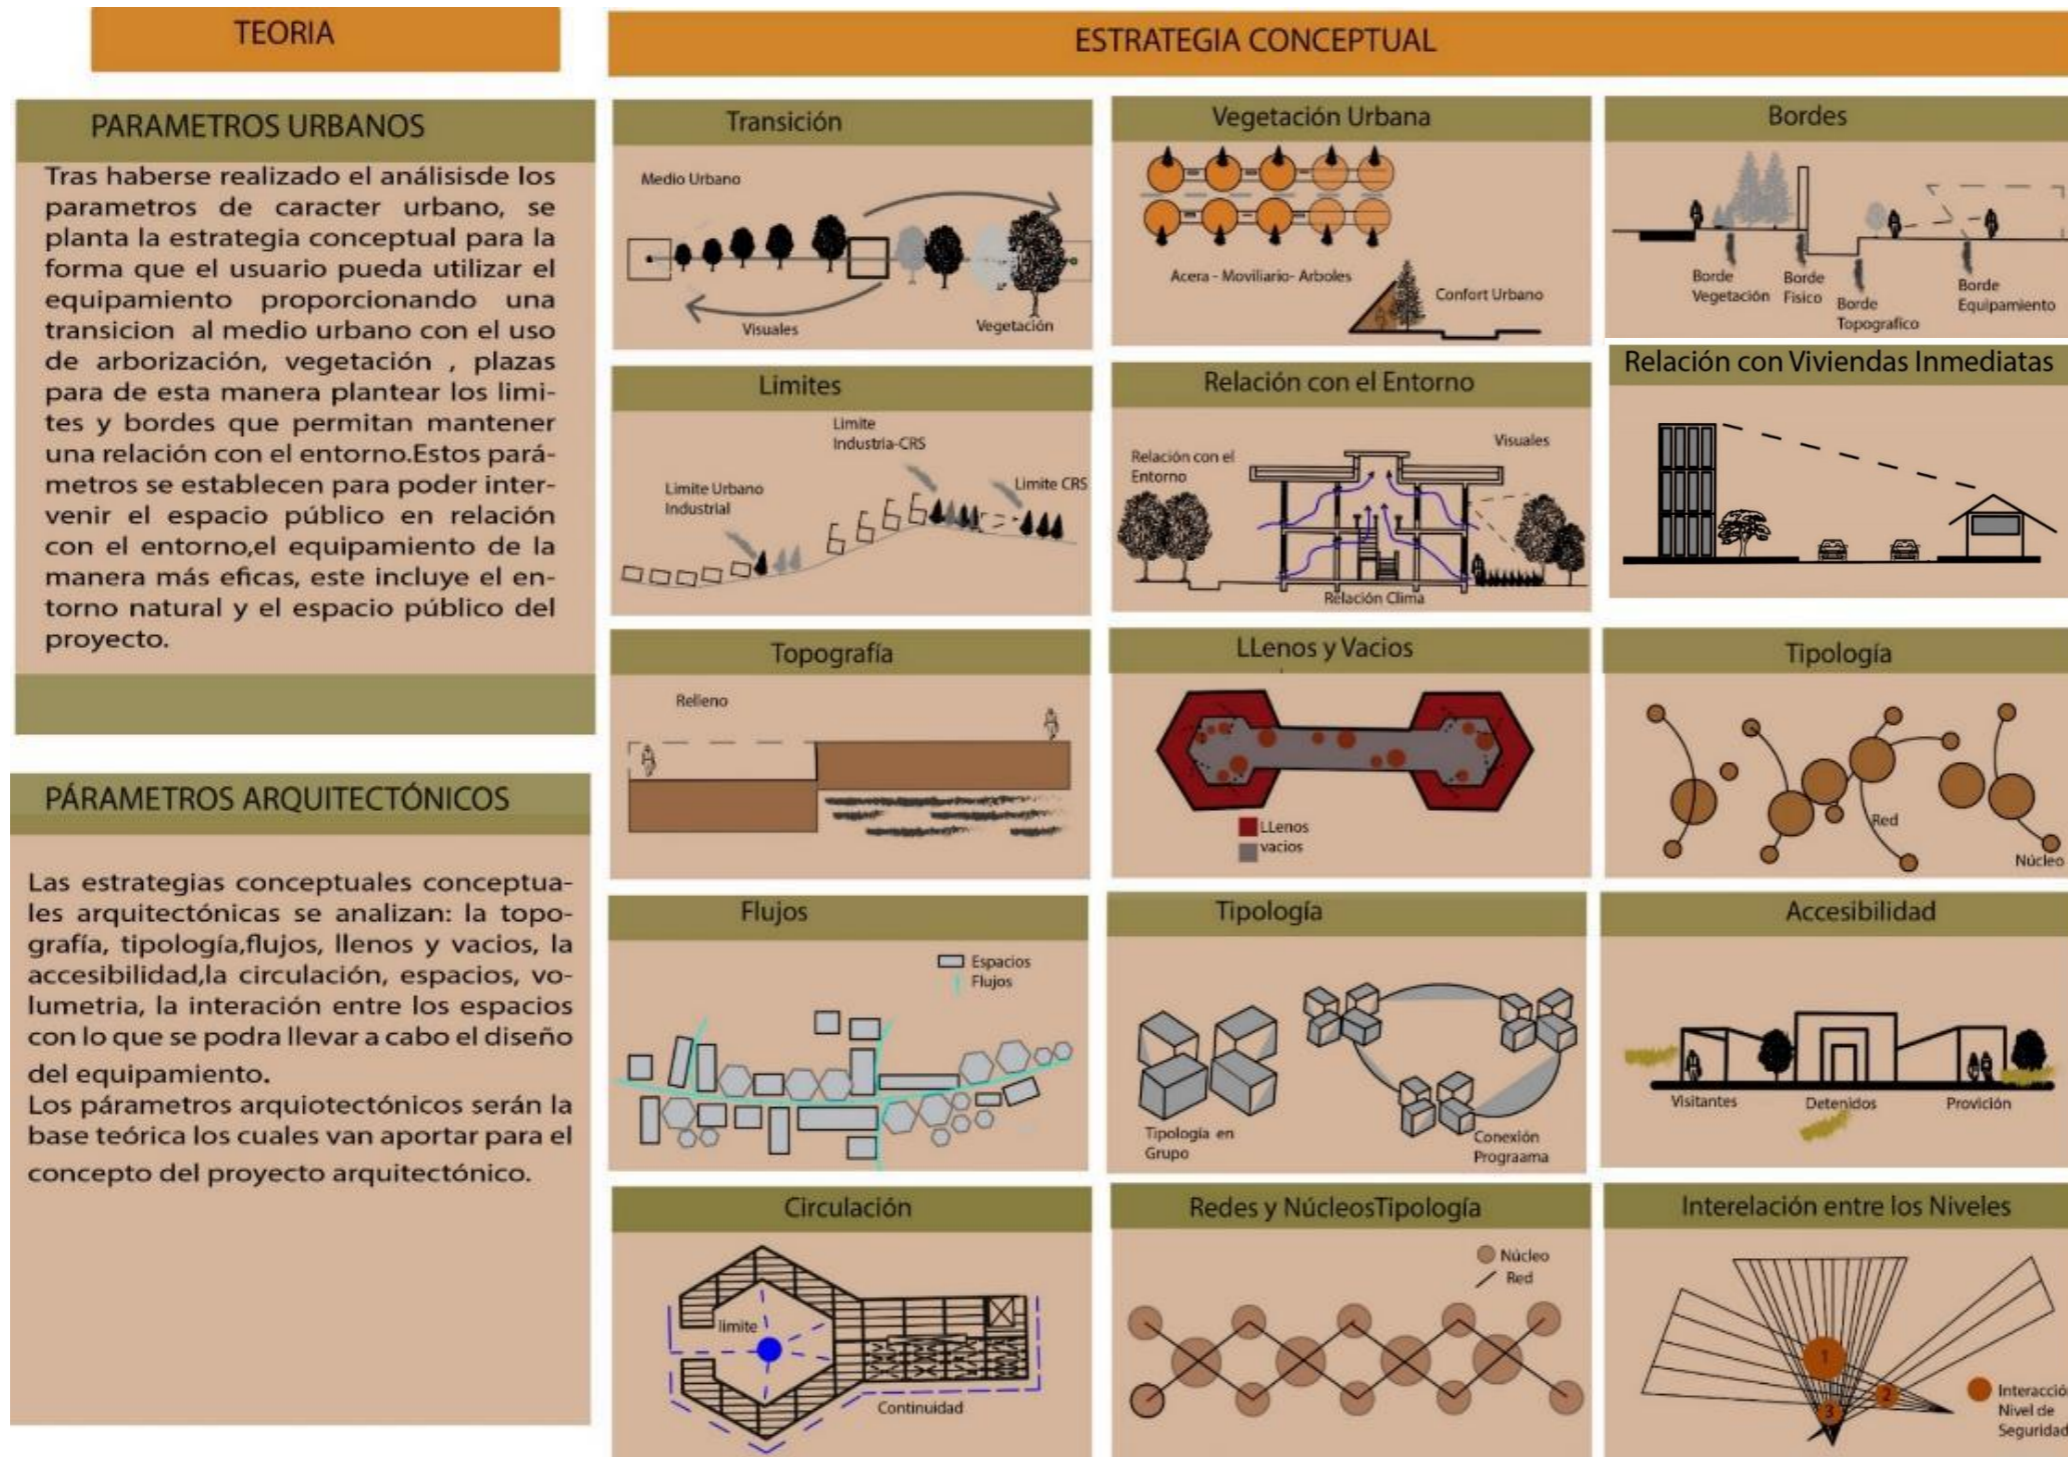 TEORIA
ESTRATEGIA CONCEPTUAL
PARAMETROS URBANOS
Tras haberse realizado el análisisde los
parametros de caracter urbano, se
planta la estrategia conceptual para la
forma que el usuario pueda utilizar el
equipamiento proporcionando una
transicion al medio urbano con el uso
de arborización, vegetación , plazas
para de esta manera plantear los limi-
tes y bordes que permitan mantener
una relación con el entorno.Estos pará-
metros se establecen para poder inter-
venir el espacio público en relación
con el entorno,el equipamiento de la
manera más eficas, este incluye el en-
torno natural y el espacio público del
proyecto.
PÁRAMETROS ARQUITECTÓNICOS
Las estrategias conceptuales conceptua-
les arquitectónicas se analizan: la topo-
grafía, tipología,flujos, llenos y vacios, la
accesibilidad,la circulación, espacios, vo-
lumetria, la interación entre los espacios
con lo que se podra llevar a cabo el diseño
del equipamiento.
Los párametros arquiotectónicos serán la
base teórica los cuales van aportar para el
concepto del proyecto arquitectónico.
Transición
Medio Urbano
Visuales
Vegetación
Vegetación Urbana
Acera - Moviliario- Arboles
Confort Urbano
Bordes
Borde
Vegetación
Borde
Fisico
Borde
Topografico
Borde
Equipamiento
Limites
Limite
Industria-CRS
Limite Urbano
Industrial
Limite CRS
Relación con el Entorno
Relación con el
Entorno
Visuales
Relación Clima
Relación con Viviendas Inmediatas
Topografía
Relleno
LLenos y Vacios
LLenos
vacios
Tipología
Red
Núcleo
Flujos
Espacios
Flujos
Tipología
Tipología en
Grupo
Conexión
Prograama
Accesibilidad
Visitantes
Detenidos
Provición
Circulación
limite
Continuidad
Redes y NúcleosTipología
Núcleo
Red
Interelación entre los Niveles
1
2
3
Interacción
Nivel de
Seguridad